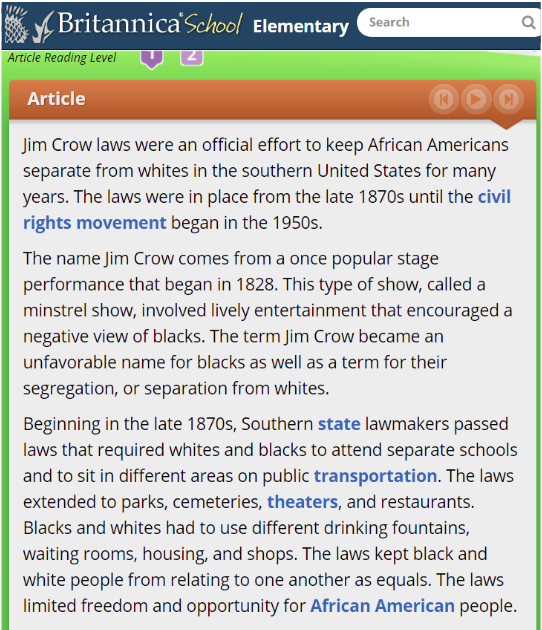 Britannica® School Elementary Search
Article Reading Level 1 2
Article
Jim Crow laws were an official effort to keep African Americans
separate from whites in the southern United States for many
years. The laws were in place from the late 1870s until the civil
rights movement began in the 1950s.
The name Jim Crow comes from a once popular stage
performance that began in 1828. This type of show, called a
minstrel show, involved lively entertainment that encouraged a
negative view of blacks. The term Jim Crow became an
unfavorable name for blacks as well as a term for their
segregation, or separation from whites.
Beginning in the late 1870s, Southern state lawmakers passed
laws that required whites and blacks to attend separate schools
and to sit in different areas on public transportation. The laws
extended to parks, cemeteries, theaters, and restaurants.
Blacks and whites had to use different drinking fountains,
waiting rooms, housing, and shops. The laws kept black and
white people from relating to one another as equals. The laws
limited freedom and opportunity for African American people.